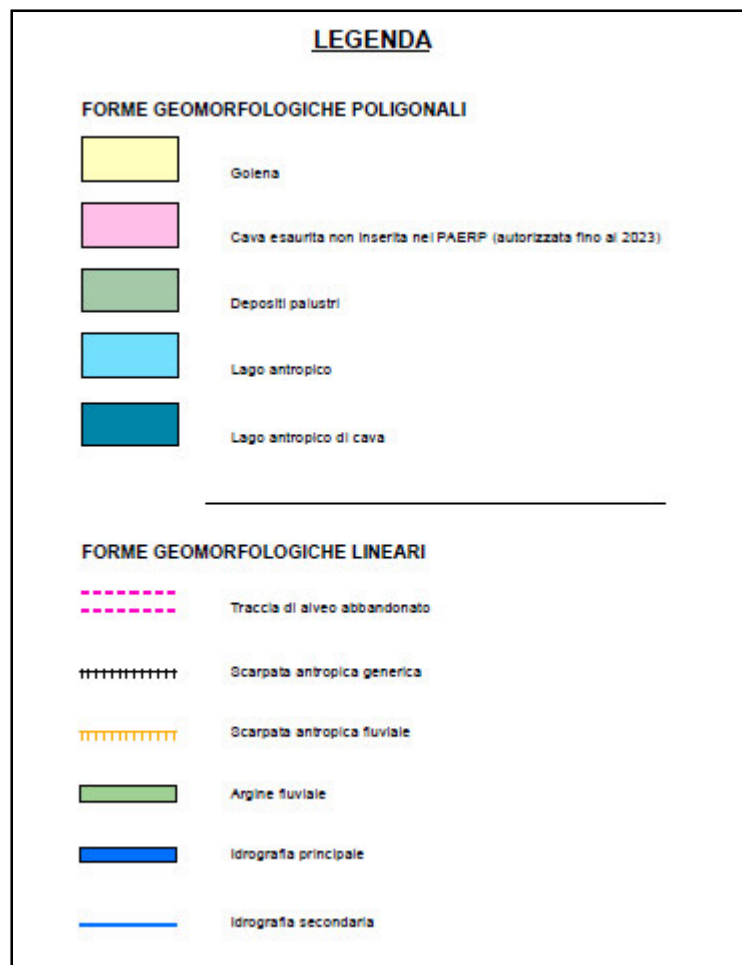 LEGENDA
FORME GEOMORFOLOGICHE POLIGONALI
Golena
Cava esaurita non inserita nel PAERP (autorizzata fino al 2023)
Depositi palustri
Lago antropico
Lago antropico di cava
FORME GEOMORFOLOGICHE LINEARI
Traccia di alveo abbandonato
Scarpata antropica generica
Scarpata antropica fluviale
Argine fluviale
Idrografia principale
Idrografia secondaria